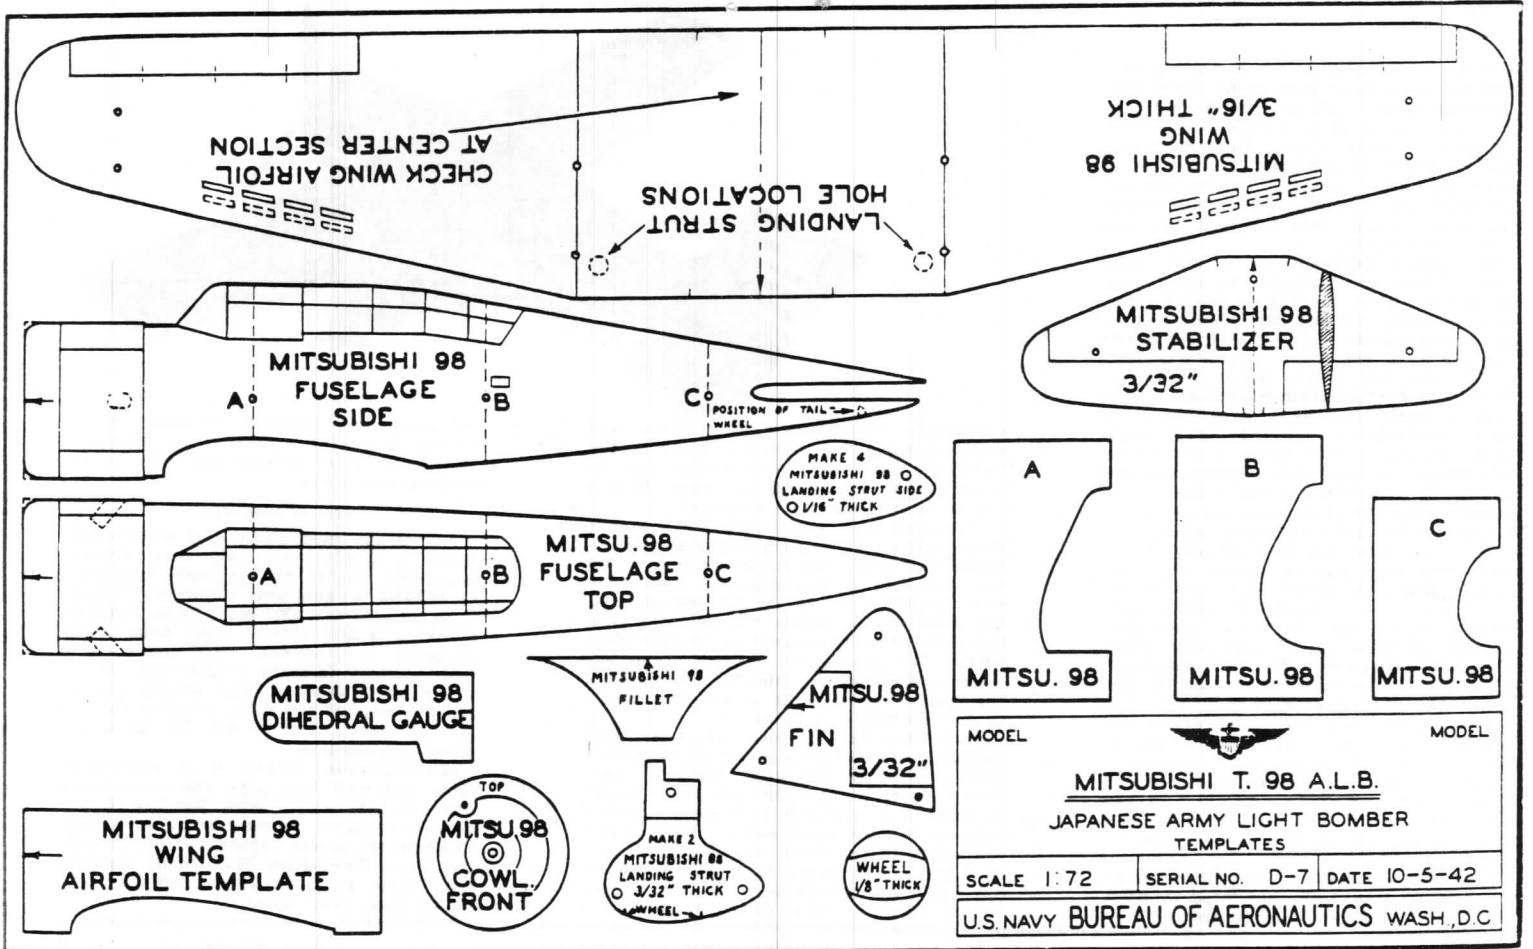 CHECK WING AIRFOIL
AT CENTER SECTION
LANDING STRUT
HOLE LOCATIONS
MITSUBISHI 98
WING
3/16" THICK
MITSUBISHI 98
FUSELAGE
SIDE
A
B
C
POSITION OF TAIL
WHEEL
MITSUBISHI 98
STABILIZER
3/32"
MAKE 4
MITSUBISHI 98
LANDING STRUT SIDE
1/16" THICK
A
MITSU. 98
B
MITSU. 98
C
MITSU. 98
A
B
C
MITSU.98
FUSELAGE
TOP
MITSUBISHI 98
DIHEDRAL GAUGE
MITSUBISHI 98
FILLET
MITSU.98
FIN
3/32"
MITSUBISHI 98
WING
AIRFOIL TEMPLATE
TOP
MITSU.98
COWL.
FRONT
MAKE 2
MITSUBISHI 98
LANDING STRUT
3/32" THICK
WHEEL
WHEEL
1/8" THICK
MODEL
MODEL
MITSUBISHI T. 98 A.L.B.
JAPANESE ARMY LIGHT BOMBER
TEMPLATES
SCALE 1:72
SERIAL NO. D-7
DATE 10-5-42
U.S. NAVY BUREAU OF AERONAUTICS WASH., D.C